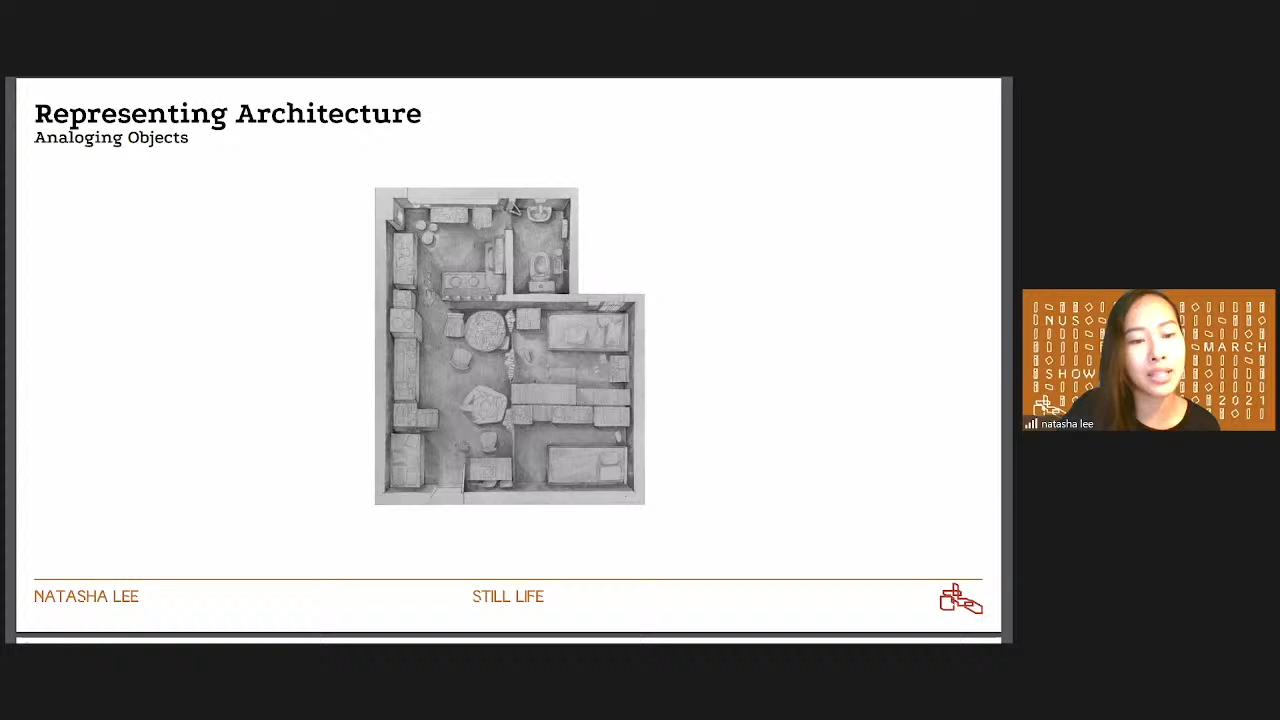 Representing Architecture
Analoging Objects
NUS
MARCH
SHOW
2021
natasha lee
NATASHA LEE
STILL LIFE